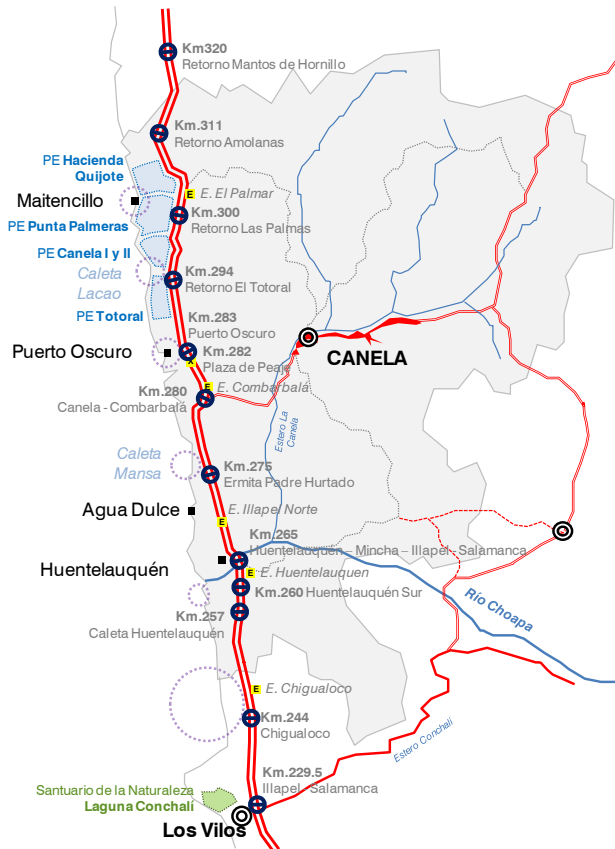 Km320
Retorno Mantos de Hornillo
Km.311
Retorno Amolanas
PE Hacienda
Quijote
E
E. El Palmar
Maitencillo
Km.300
Retorno Las Palmas
PE Punta Palmeras
PE Canela I y II
Caleta
Lacao
Km.294
Retorno El Totoral
PE Totoral
Km.283
Puerto Oscuro
Puerto Oscuro
Km.282
Plaza de Peaje
X
CANELA
E
E. Combarbalá
Km.280
Canela - Combarbalá
Estero La
Canela
Caleta
Mansa
Km.275
Ermita Padre Hurtado
Agua Dulce
E. Illapel Norte
E
Km.265
Huentelauquén – Mincha – Illapel - Salamanca
Huentelauquén
E
E. Huentelauquen
Km.260 Huentelauquén Sur
Río Choapa
Km.257
Caleta Huentelauquén
E
E. Chigualoco
Km.244
Chigualoco
Estero Conchalí
Km.229.5
Illapel - Salamanca
Santuario de la Naturaleza
Laguna Conchalí
Los Vilos